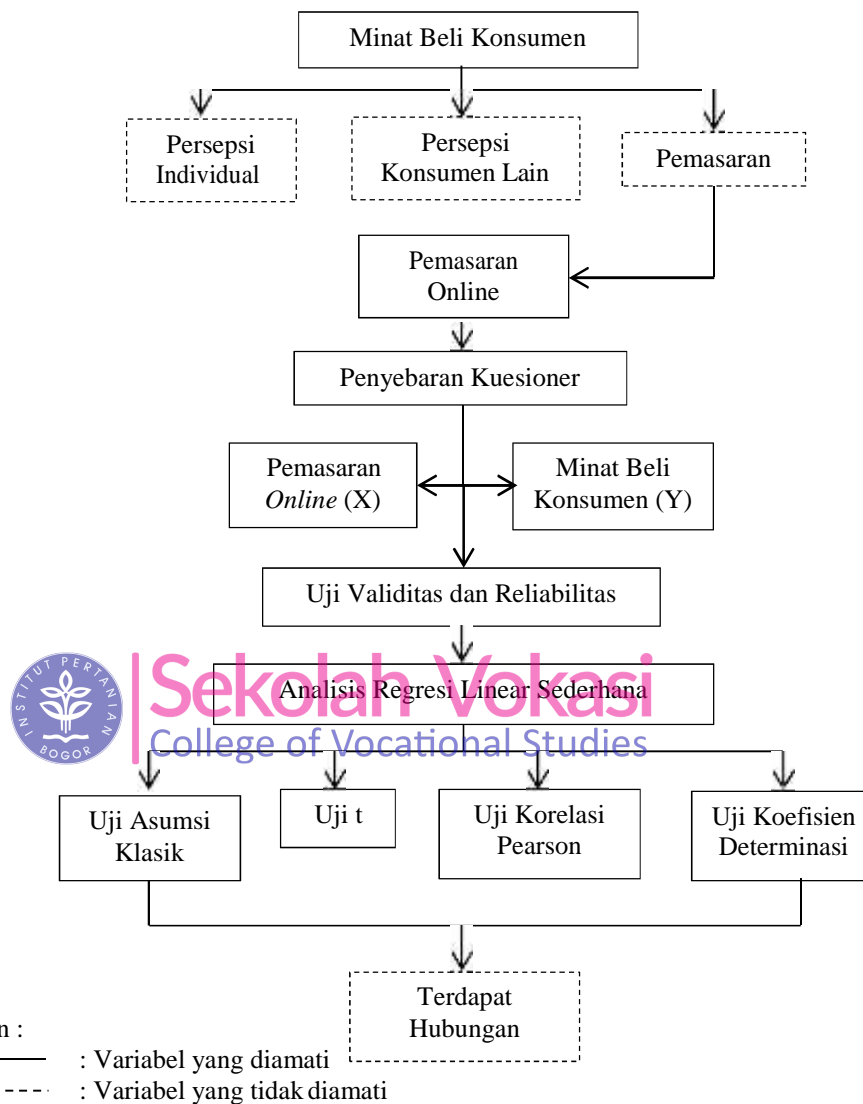 Minat Beli Konsumen
Persepsi
Individual
Persepsi
Konsumen Lain
Pemasaran
Pemasaran
Online
Penyebaran Kuesioner
Pemasaran
Online (X)
Minat Beli
Konsumen (Y)
Uji Validitas dan Reliabilitas
INSTITUT PERTANIAN
BOGOR
Sekolah Vokasi
College of Vocational Studies
Analisis Regresi Linear Sederhana
Uji Asumsi
Klasik
Uji t
Uji Korelasi
Pearson
Uji Koefisien
Determinasi
Terdapat
Hubungan
n :
: Variabel yang diamati
: Variabel yang tidak diamati